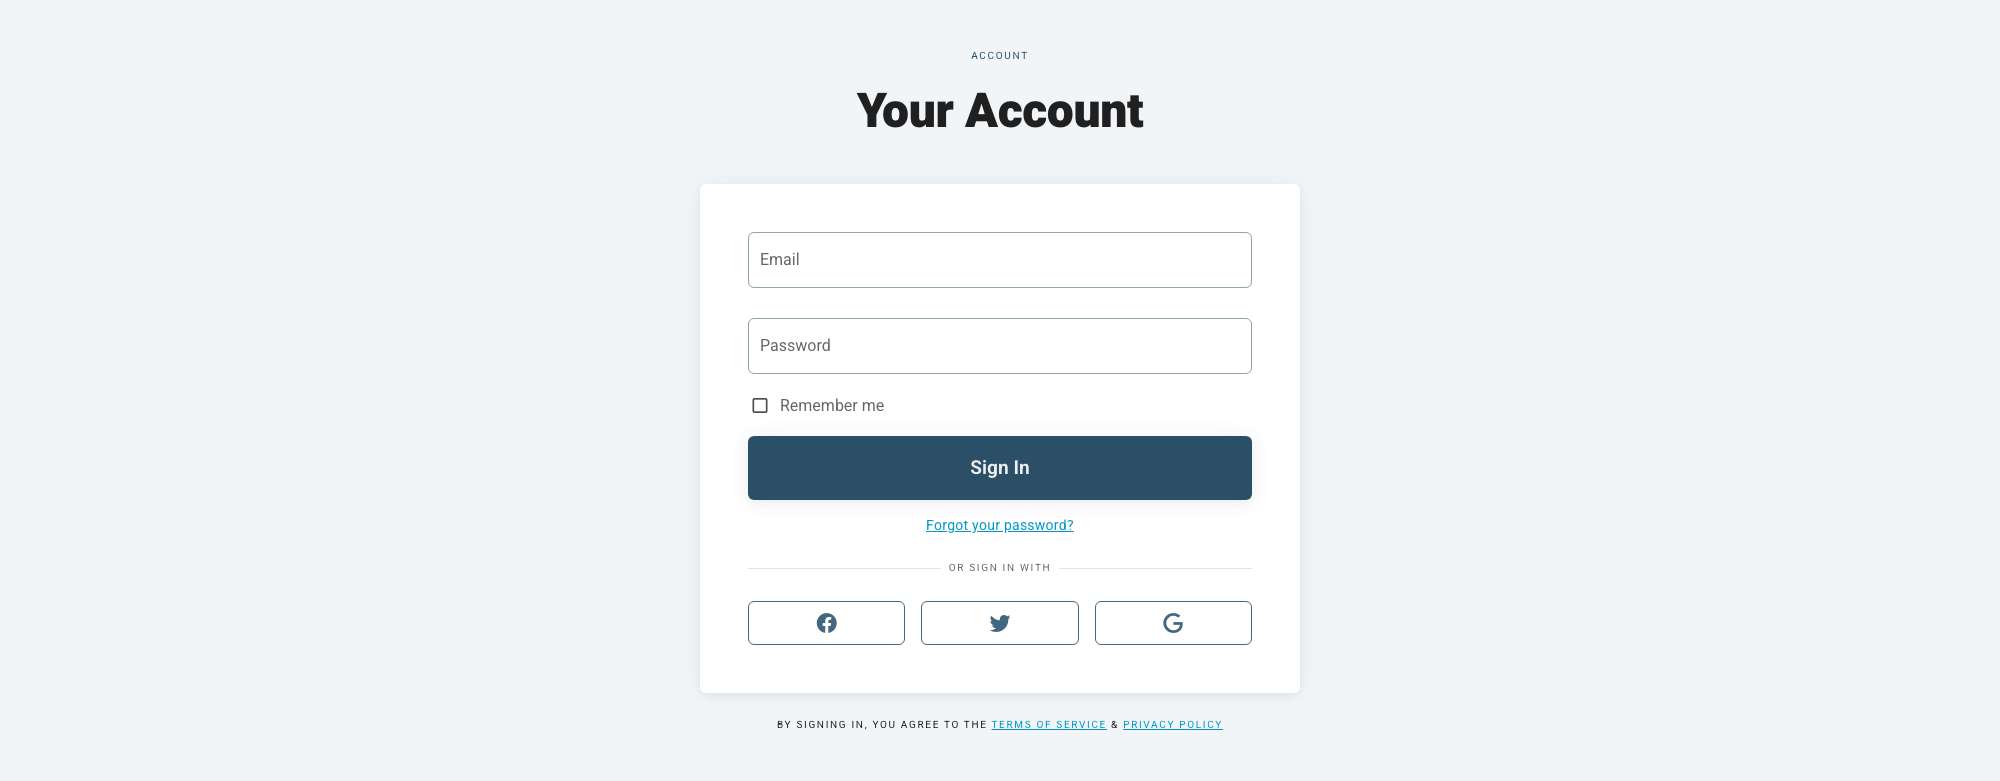 ACCOUNT
Your Account
Email
Password
Remember me
Sign In
Forgot your password?
OR SIGN IN WITH
BY SIGNING IN, YOU AGREE TO THE TERMS OF SERVICE & PRIVACY POLICY